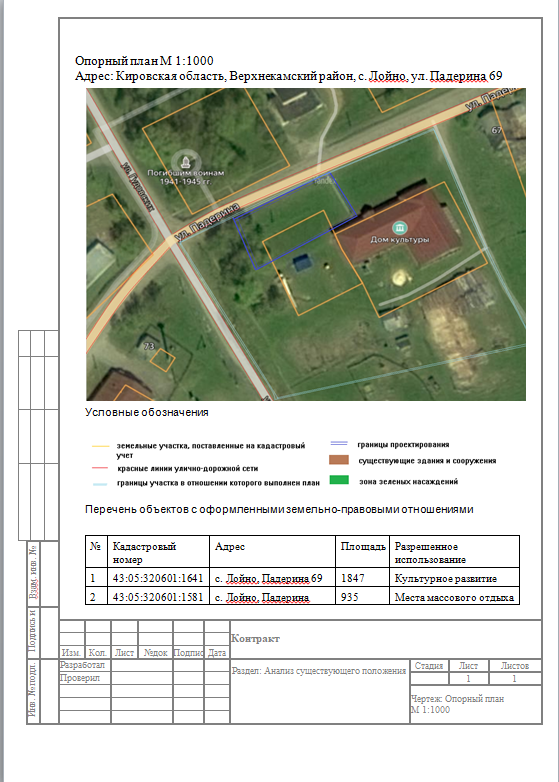 Опорный план М 1:1000
Адрес: Кировская область, Верхнекамский район, с. Лойно, ул. Падерина 69
ул. Падерина
67
Погибшим воинам
1941-1945 гг.
ул. Падерина
Дом культуры
73
Условные обозначения
земельные участка, поставленные на кадастровый
учет
красные линии улично-дорожной сети
границы участка в отношении которого выполнен план
границы проектирования
существующие здания и сооружения
зона зеленых насаждений
Перечень объектов с оформленными земельно-правовыми отношениями
№ Кадастровый номер Адрес Площадь Разрешенное использование
1 43:05:320601:1641 с. Лойно, Падерина 69 1847 Культурное развитие
2 43:05:320601:1581 с. Лойно, Падерина 935 Места массового отдыха
Взам. инв. №
Подпись и
Инв. № подл.
Контракт
Изм. Кол. Лист №док Подпис Дата
Разработал
Проверил
Раздел: Анализ существующего положения
Стадия Лист Листов
1 1
Чертеж: Опорный план
М 1:1000